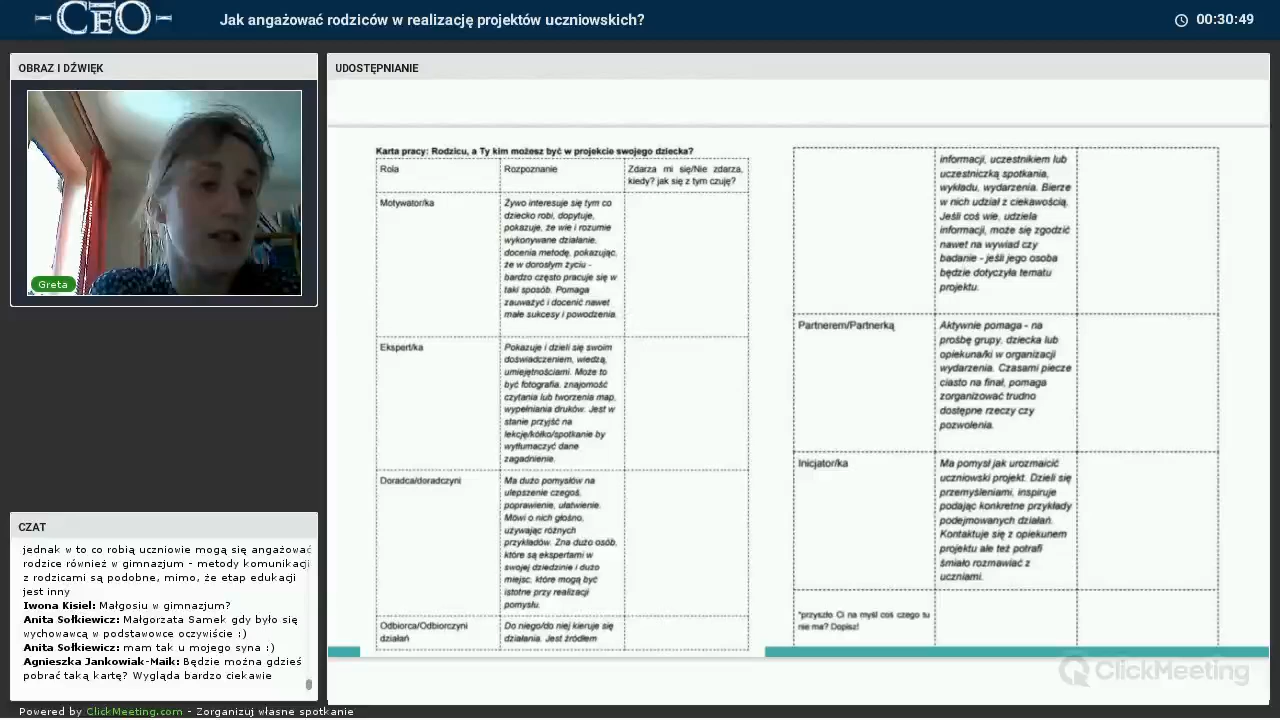 CEO
Jak angażować rodziców w realizację projektów uczniowskich?
00:30:49
OBRAZ I DŹWIĘK
Greta
UDOSTĘPNIANIE
Karta pracy: Rodzicu, a Ty kim możesz być w projekcie swojego dziecka?
Rola
Rozpoznanie
Zdarza mi się/Nie zdarza,
kiedy? jak się z tym czuję?
Motywator/ka
Żywo interesuje się tym co
dziecko robi, dopytuje,
pokazuje, że wie i rozumie
wykonywane działanie,
docenia metodę, pokazując,
że w dorosłym życiu -
bardzo często pracuje się w
taki sposób. Pomaga
zauważyć i docenić nawet
małe sukcesy i powodzenia.
Ekspert/ka
Pokazuje i dzieli się swoim
doświadczeniem, wiedzą,
umiejętnościami. Może to
być fotografia, znajomość
czytania lub tworzenia map,
wypełniania druków. Jest w
stanie przyjść na
lekcję/kółko/spotkanie by
wytłumaczyć dane
zagadnienie.
Doradca/doradczyni
Ma dużo pomysłów na
ulepszenie czegoś,
poprawienie, ułatwienie.
Mówi o nich głośno,
używając różnych
przykładów. Zna dużo osób,
które są ekspertami w
swojej dziedzinie i dużo
miejsc, które mogą być
istotne przy realizacji
pomysłu.
Odbiorca/Odbiorczyni
działań
Do niego/do niej kieruje się
działania. Jest źródłem
informacji, uczestnikiem lub
uczestniczką spotkania,
wykładu, wydarzenia. Bierze
w nich udział z ciekawością.
Jeśli coś wie, udziela
informacji, może się zgodzić
nawet na wywiad czy
badanie - jeśli jego osoba
będzie dotyczyła tematu
projektu.
Partnerem/Partnerką
Aktywnie pomaga - na
prośbę grupy, dziecka lub
opiekuna/ki w organizacji
wydarzenia. Czasami piecze
ciasto na finał, pomaga
zorganizować trudno
dostępne rzeczy czy
pozwolenia.
Inicjator/ka
Ma pomysł jak urozmaicić
uczniowski projekt. Dzieli się
przemyśleniami, inspiruje
podając konkretne przykłady
podejmowanych działań.
Kontaktuje się z opiekunem
projektu ale też potrafi
śmiało rozmawiać z
uczniami.
*przyszło Ci na myśl coś czego tu
nie ma? Dopisz!
ClickMeeting
CZAT
jednak w to co robią uczniowie mogą się angażować
rodzice również w gimnazjum - metody komunikacji
z rodzicami są podobne, mimo, że etap edukacji
jest inny
Iwona Kisiel: Małgosiu w gimnazjum?
Anita Sołkiewicz: Małgorzata Samek gdy było się
wychowawcą w podstawowce oczywiście ;)
Anita Sołkiewicz: mam tak u mojego syna :)
Agnieszka Jankowiak-Maik: Będzie można gdzieś
pobrać taką kartę? Wygląda bardzo ciekawie
Powered by ClickMeeting.com - Zorganizuj własne spotkanie